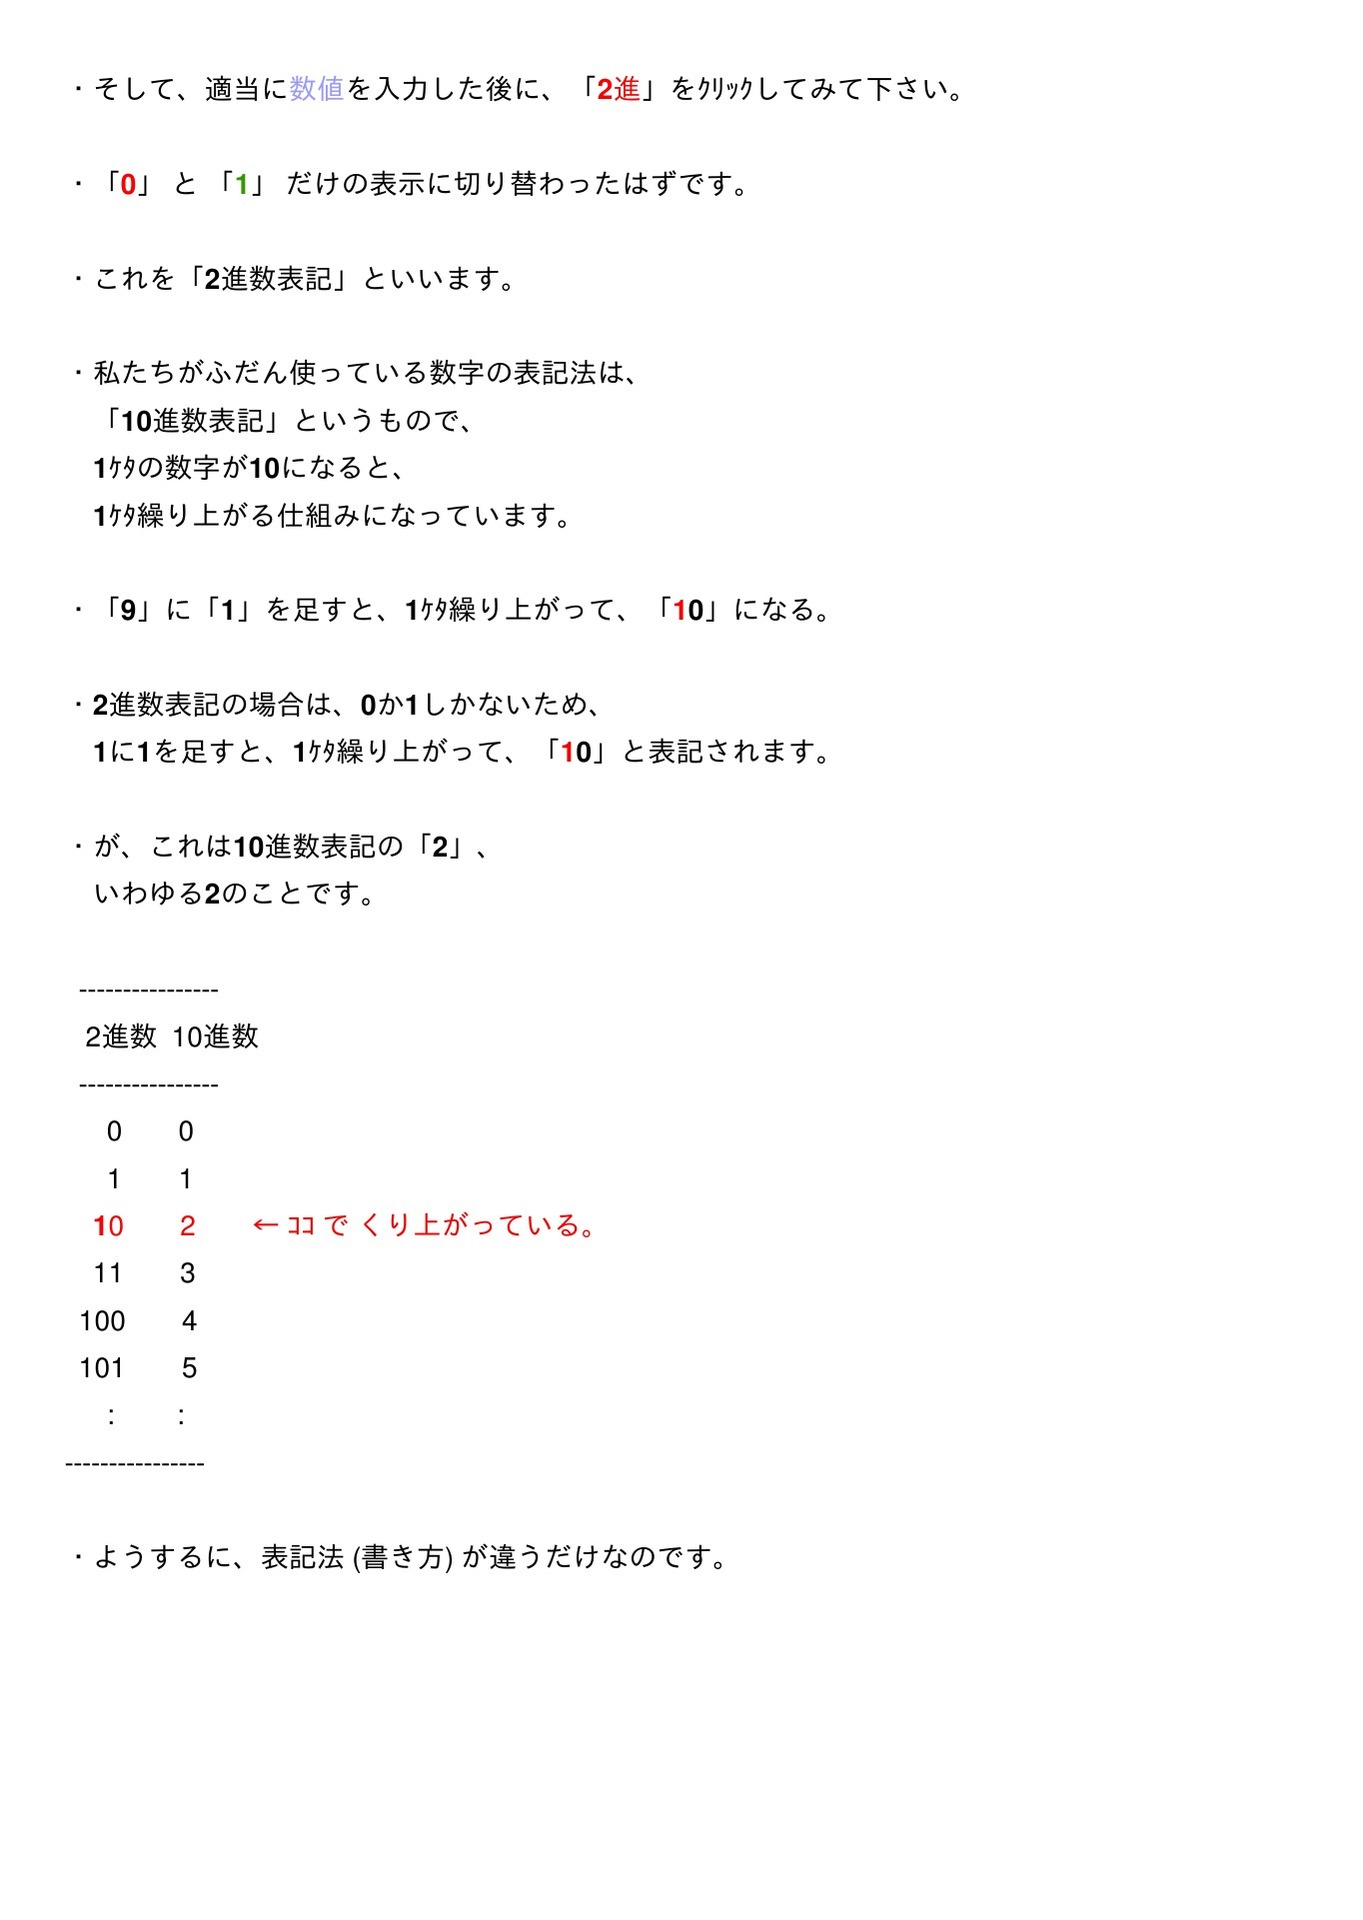 ・そして、適当に数値を入力した後に、「2進」をｸﾘｯｸしてみて下さい。
・「0」 と 「1」 だけの表示に切り替わったはずです。
・これを「2進数表記」といいます。
・私たちがふだん使っている数字の表記法は、
「10進数表記」というもので、
1ｹﾀの数字が10になると、
1ｹﾀ繰り上がる仕組みになっています。
・「9」に「1」を足すと、1ｹﾀ繰り上がって、「10」になる。
・2進数表記の場合は、0か1しかないため、
1に1を足すと、1ｹﾀ繰り上がって、「10」と表記されます。
・が、これは10進数表記の「2」、
いわゆる2のことです。
----------------
2進数 10進数
----------------
0 0
1 1
10 2 ←ｺｺ で くり上がっている。
11 3
100 4
101 5
: :
----------------
・ようするに、表記法 (書き方) が違うだけなのです。